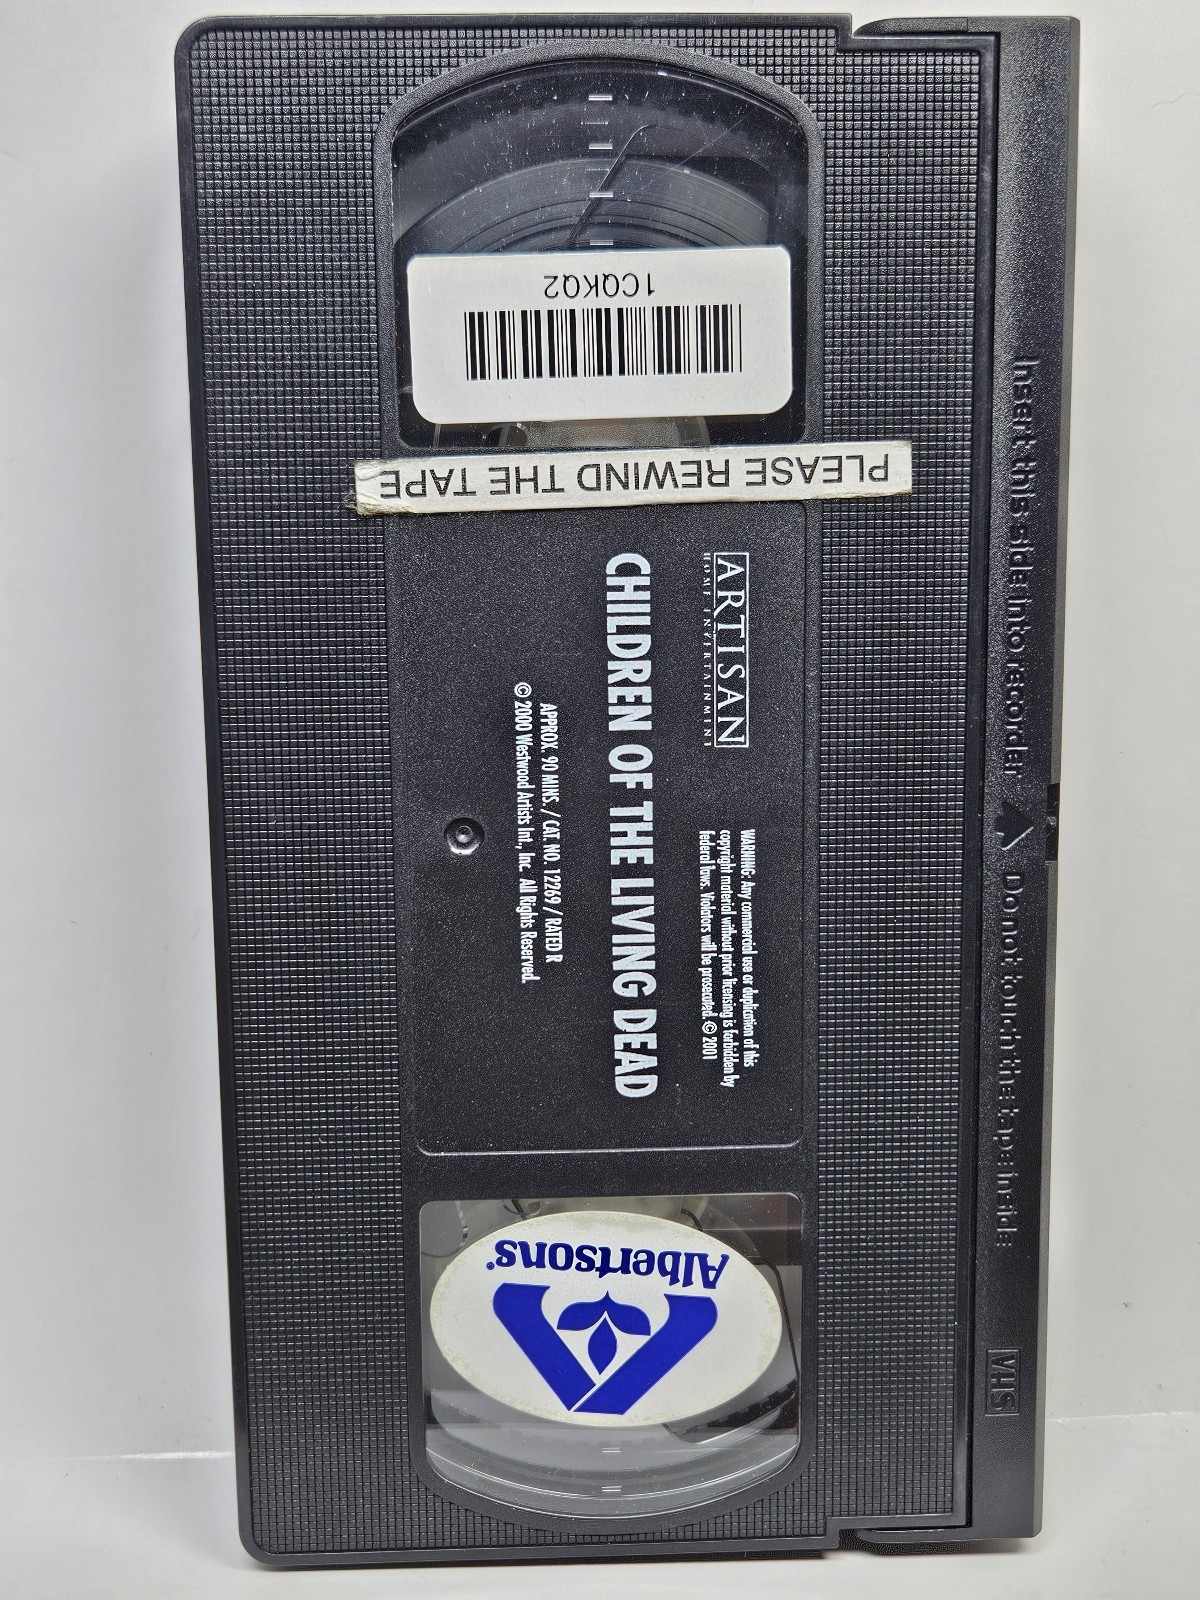 1CQKQ2
PLEASE REWIND THE TAPE
ARTISAN
HOME ENTERTAINMENT
WARNING: Any commercial use or duplication of this
copyright material without prior licensing is forbidden by
federal laws. Violators will be prosecuted. © 2001
CHILDREN OF THE LIVING DEAD
APPROX. 90 MINS. / CAT. NO. 12269 / RATED R
© 2000 Westwood Artists Int., Inc. All Rights Reserved.
Albertsons®
Insert this side into recorder
Do not touch the tape inside
VHS